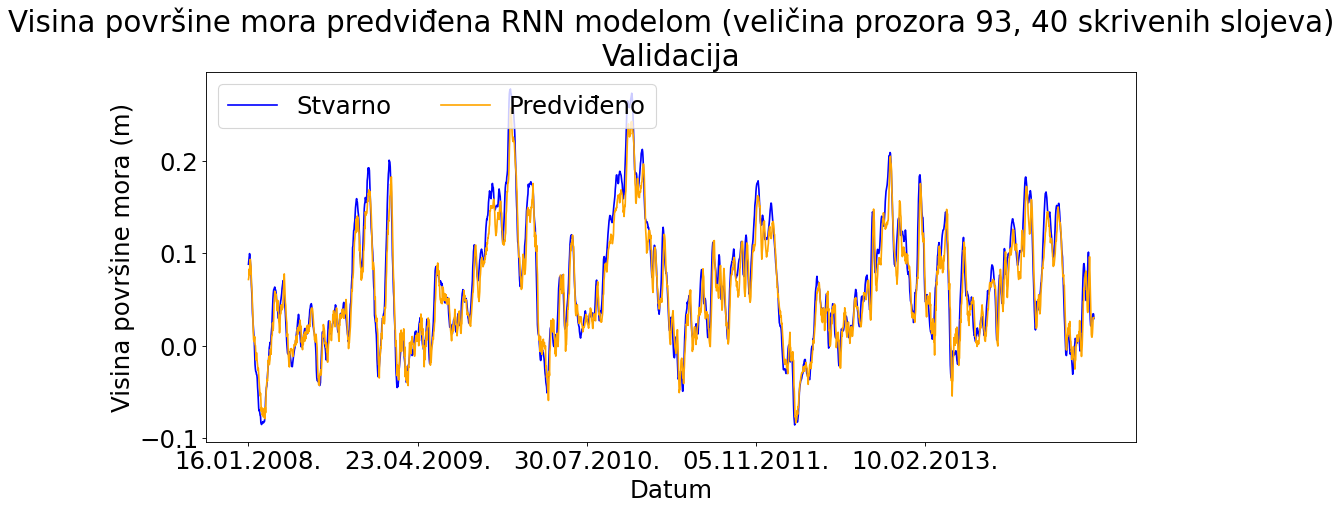 Visina površine mora predviđena RNN modelom (veličina prozora 93, 40 skrivenih slojeva)
Validacija
Stvarno
Predviđeno
Visina površine mora (m)
0.2
0.1
0.0
−0.1
16.01.2008.
23.04.2009.
30.07.2010.
05.11.2011.
10.02.2013.
Datum